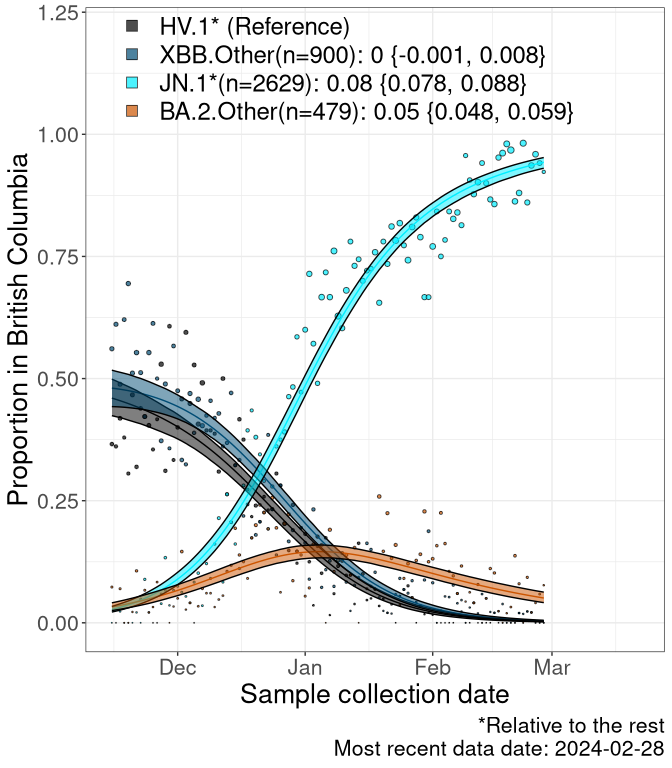 HV.1* (Reference)
XBB.Other(n=900): 0 {-0.001, 0.008}
JN.1*(n=2629): 0.08 {0.078, 0.088}
BA.2.Other(n=479): 0.05 {0.048, 0.059}
Proportion in British Columbia
1.25
1.00
0.75
0.50
0.25
0.00
Dec Jan Feb Mar
Sample collection date
*Relative to the rest
Most recent data date: 2024-02-28